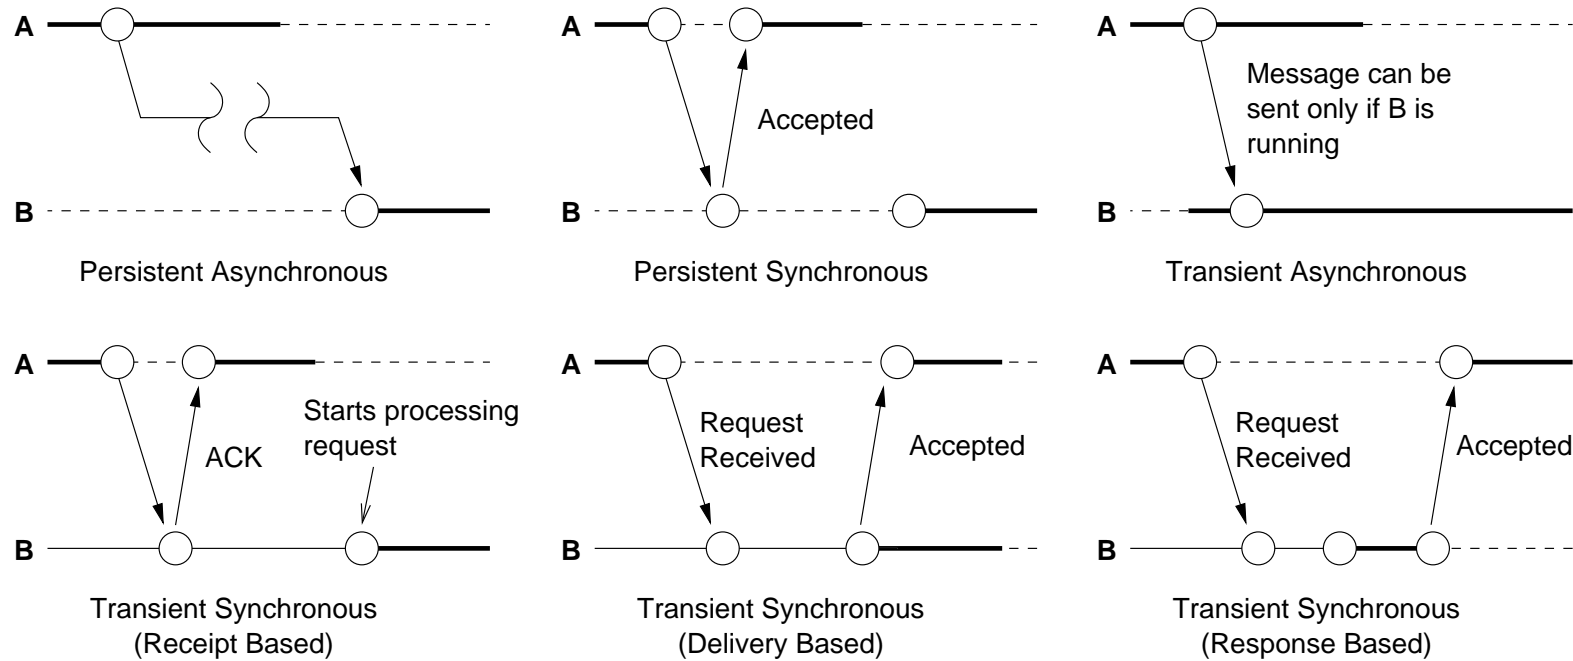 A
B
Persistent Asynchronous
A
Accepted
B
Persistent Synchronous
A
Message can be
sent only if B is
running
B
Transient Asynchronous
A
Starts processing
request
ACK
B
Transient Synchronous
(Receipt Based)
A
Request
Received
Accepted
B
Transient Synchronous
(Delivery Based)
A
Request
Received
Accepted
B
Transient Synchronous
(Response Based)